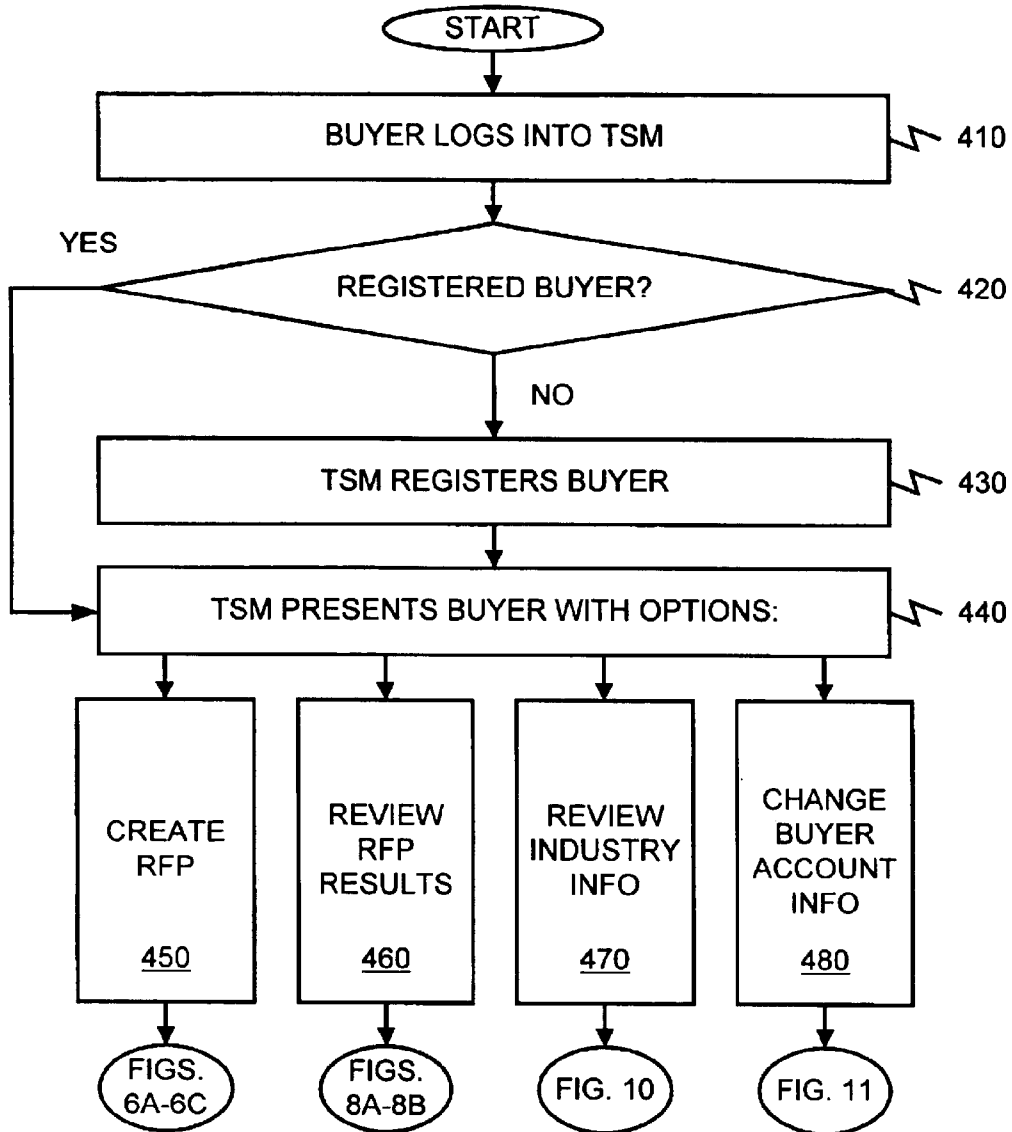 START
BUYER LOGS INTO TSM
410
YES
REGISTERED BUYER?
420
NO
TSM REGISTERS BUYER
430
TSM PRESENTS BUYER WITH OPTIONS:
440
CREATE
RFP
450
REVIEW
RFP
RESULTS
460
REVIEW
INDUSTRY
INFO
470
CHANGE
BUYER
ACCOUNT
INFO
480
FIGS.
6A-6C
FIGS.
8A-8B
FIG. 10
FIG. 11